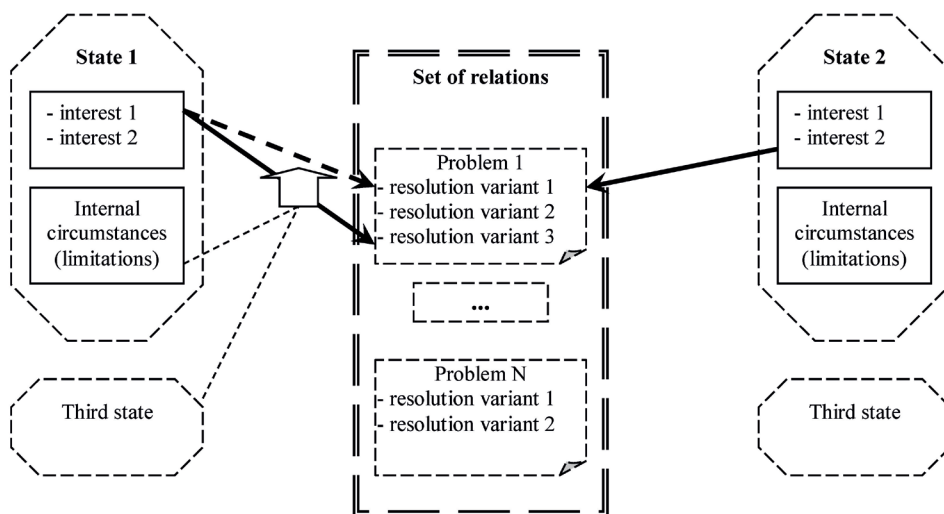 State 1
- interest 1
- interest 2
Internal
circumstances
(limitations)
Third state
Set of relations
Problem 1
- resolution variant 1
- resolution variant 2
- resolution variant 3
...
Problem N
- resolution variant 1
- resolution variant 2
State 2
- interest 1
- interest 2
Internal
circumstances
(limitations)
Third state